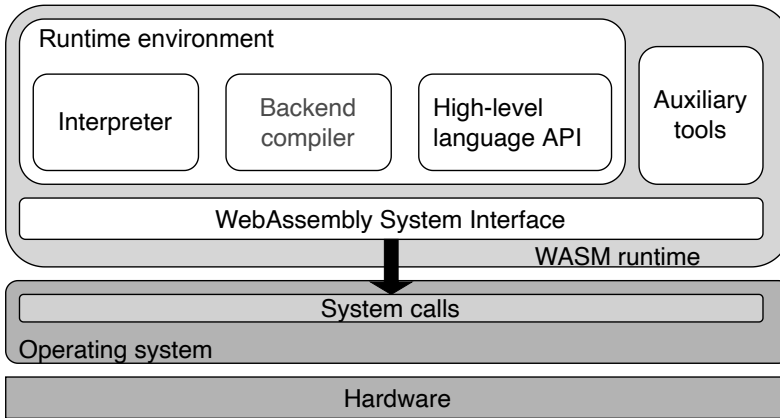 Runtime environment
Interpreter
Backend
compiler
High-level
language API
Auxiliary
tools
WebAssembly System Interface
WASM runtime
System calls
Operating system
Hardware